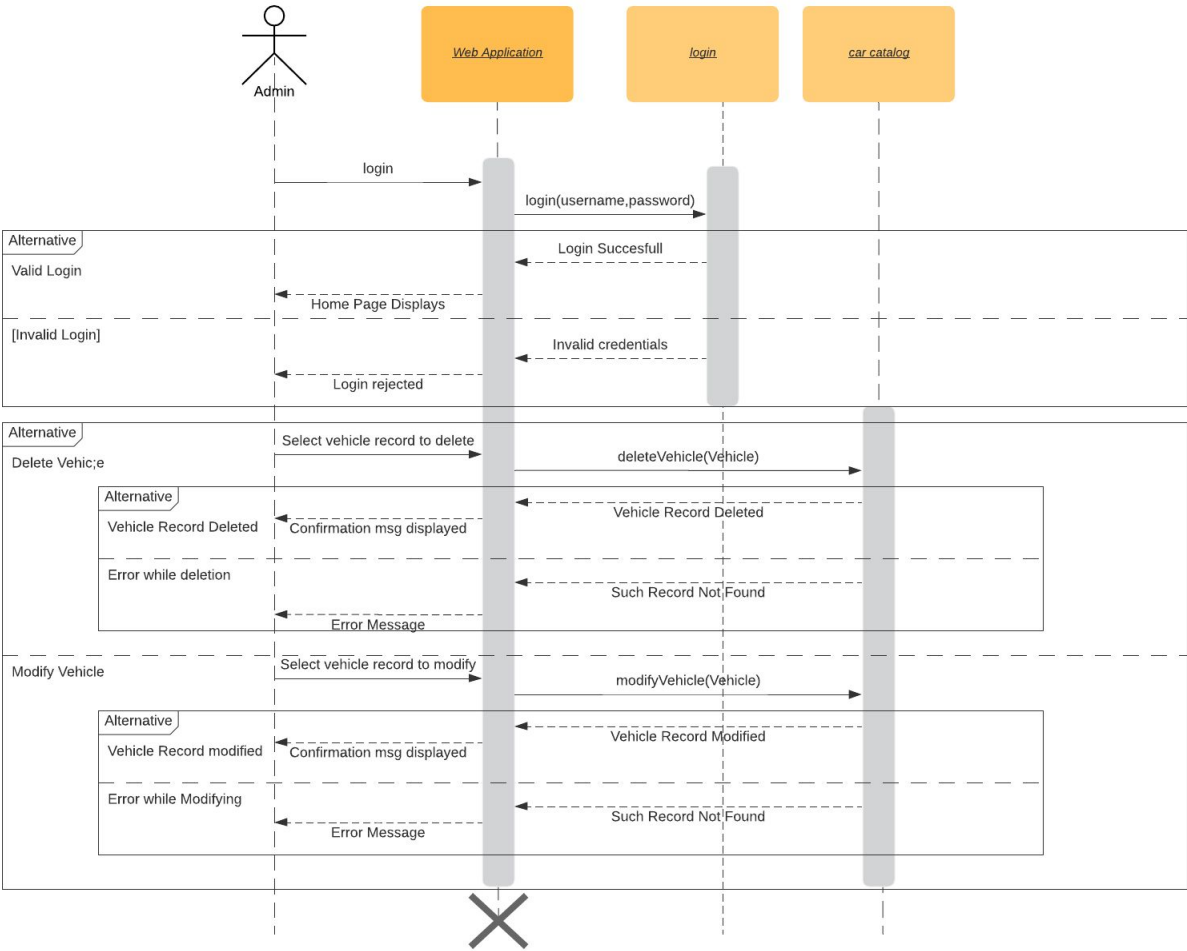 Admin
Web Application
login
car catalog
login
login(username,password)
Alternative
Login Succesfull
Valid Login
Home Page Displays
[Invalid Login]
Invalid credentials
Login rejected
Alternative
Select vehicle record to delete
Delete Vehic;e
deleteVehicle(Vehicle)
Alternative
Vehicle Record Deleted
Vehicle Record Deleted
Confirmation msg displayed
Error while deletion
Such Record Not Found
Error Message
Select vehicle record to modify
Modify Vehicle
modifyVehicle(Vehicle)
Alternative
Vehicle Record Modified
Vehicle Record modified
Confirmation msg displayed
Error while Modifying
Such Record Not Found
Error Message